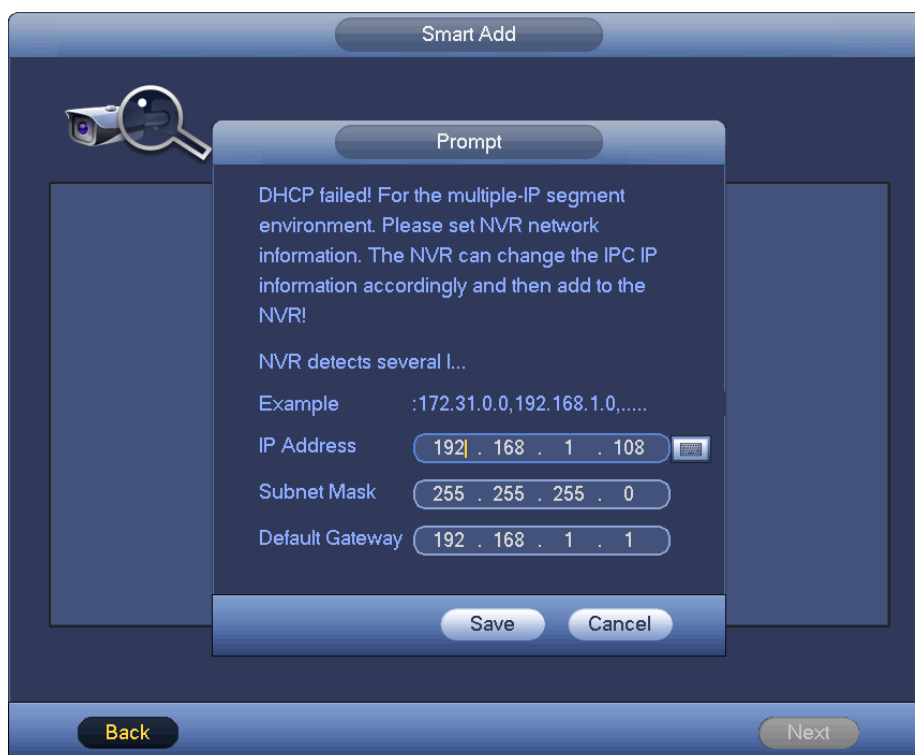 Smart Add
Prompt
DHCP failed! For the multiple-IP segment
environment. Please set NVR network
information. The NVR can change the IPC IP
information accordingly and then add to the
NVR!
NVR detects several I...
Example :172.31.0.0,192.168.1.0,.....
IP Address 192 . 168 . 1 . 108
Subnet Mask 255 . 255 . 255 . 0
Default Gateway 192 . 168 . 1 . 1
Save Cancel
Back Next